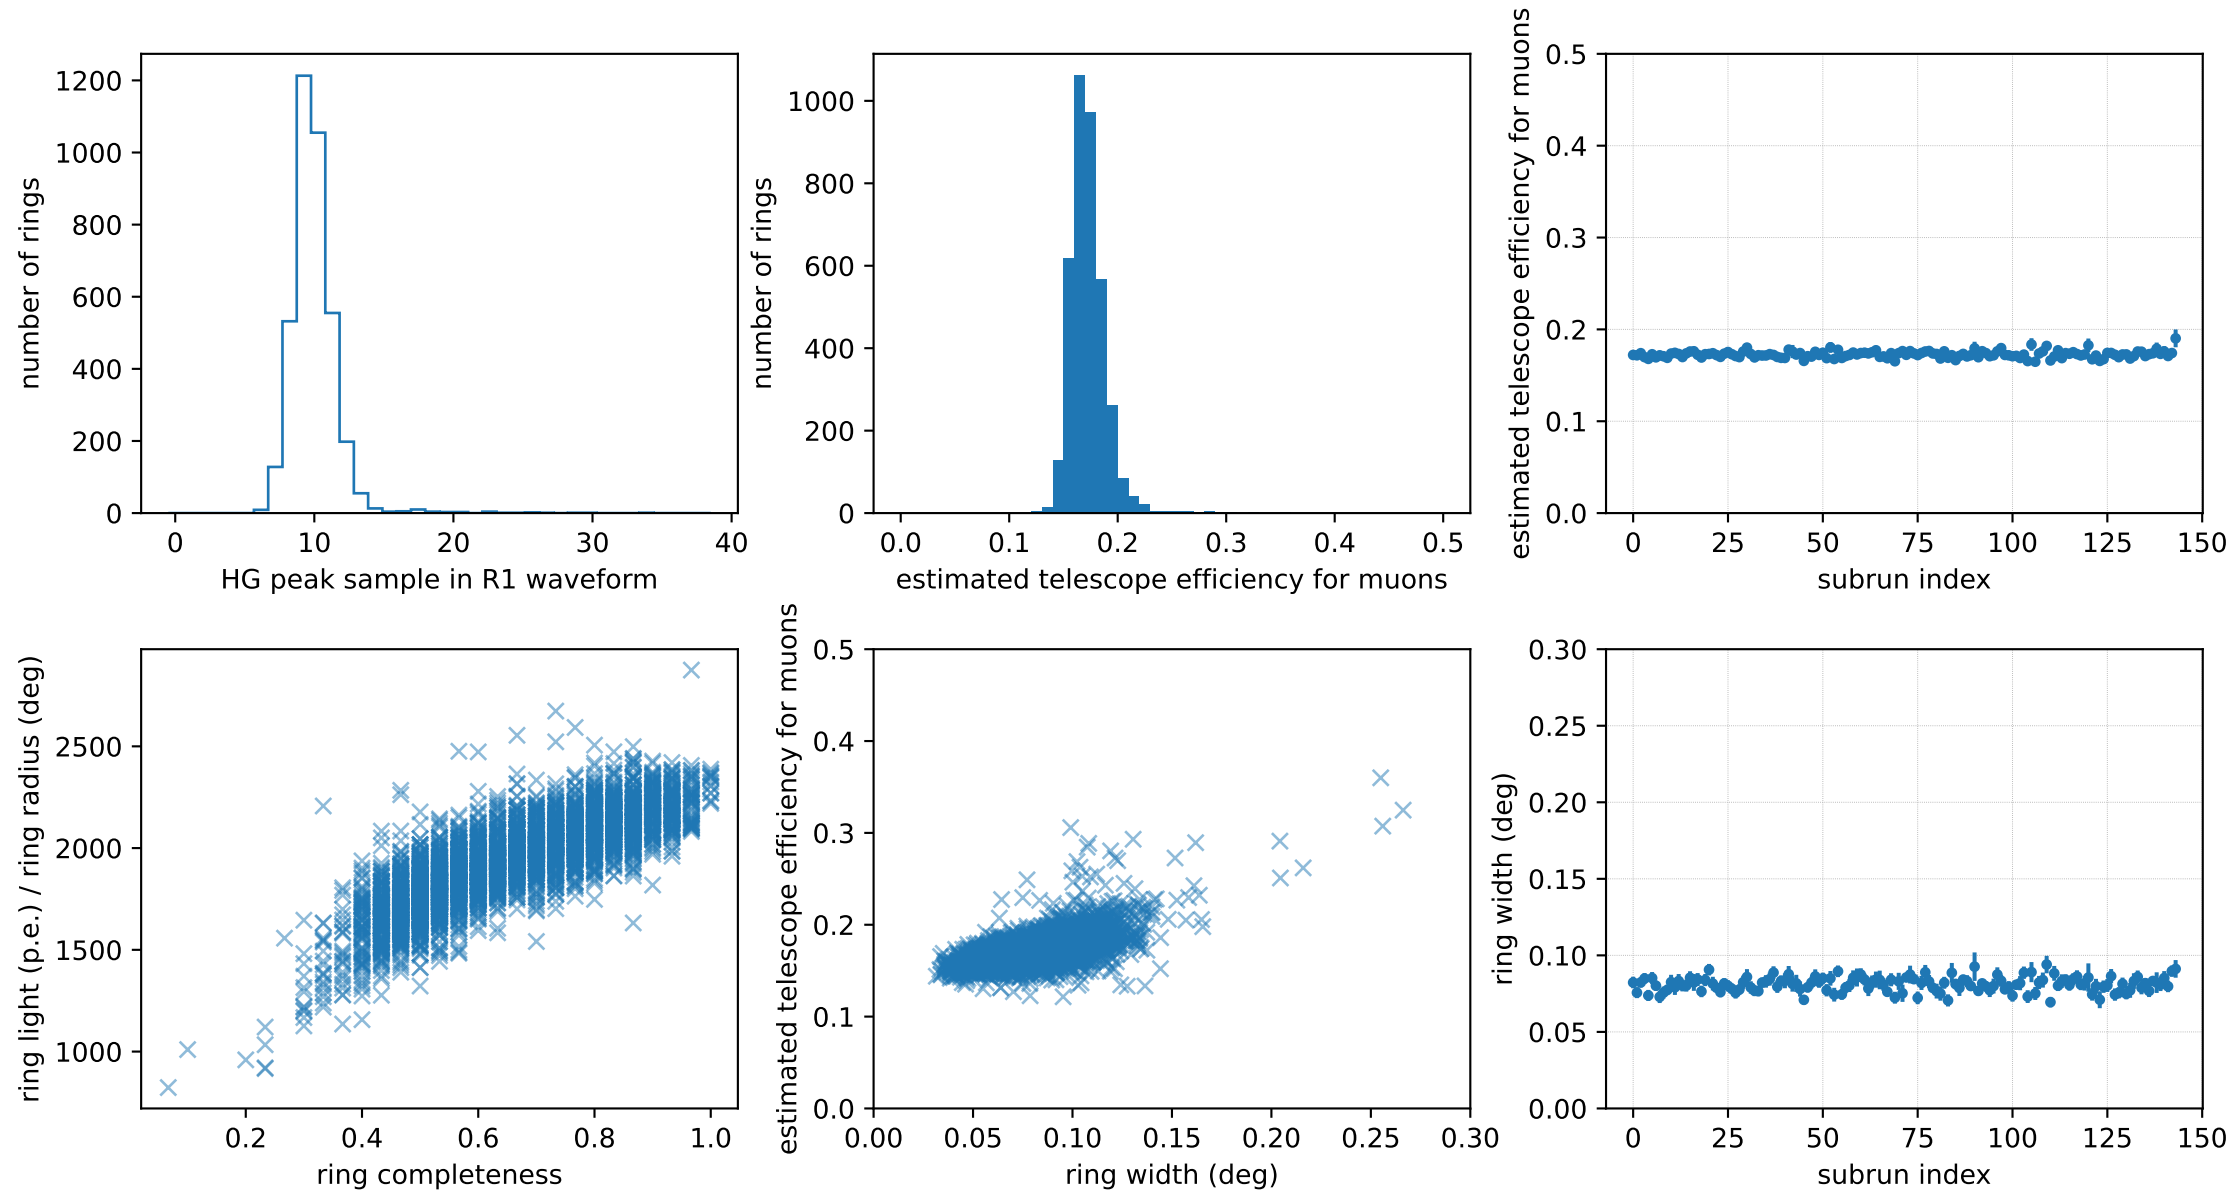 number of rings
1200
1000
800
600
400
200
0
0 10 20 30 40
HG peak sample in R1 waveform
number of rings
1000
800
600
400
200
0
0.0 0.1 0.2 0.3 0.4 0.5
estimated telescope efficiency for muons
estimated telescope efficiency for muons
0.5
0.4
0.3
0.2
0.1
0.0
0 25 50 75 100 125 150
subrun index
ring light (p.e.) / ring radius (deg)
2500
2000
1500
1000
0.2 0.4 0.6 0.8 1.0
ring completeness
estimated telescope efficiency for muons
0.5
0.4
0.3
0.2
0.1
0.0
0.00 0.05 0.10 0.15 0.20 0.25 0.30
ring width (deg)
ring width (deg)
0.30
0.25
0.20
0.15
0.10
0.05
0.00
0 25 50 75 100 125 150
subrun index